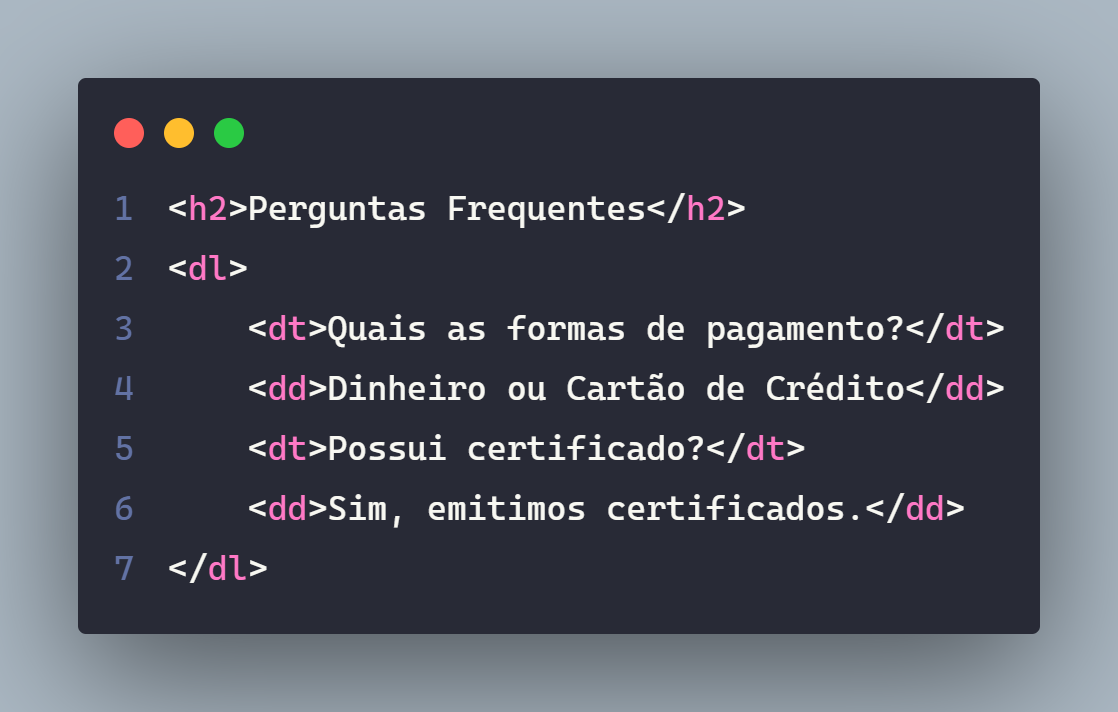 1 <h2>Perguntas Frequentes</h2>
2 <dl>
3     <dt>Quais as formas de pagamento?</dt>
4     <dd>Dinheiro ou Cartão de Crédito</dd>
5     <dt>Possui certificado?</dt>
6     <dd>Sim, emitimos certificados.</dd>
7 </dl>